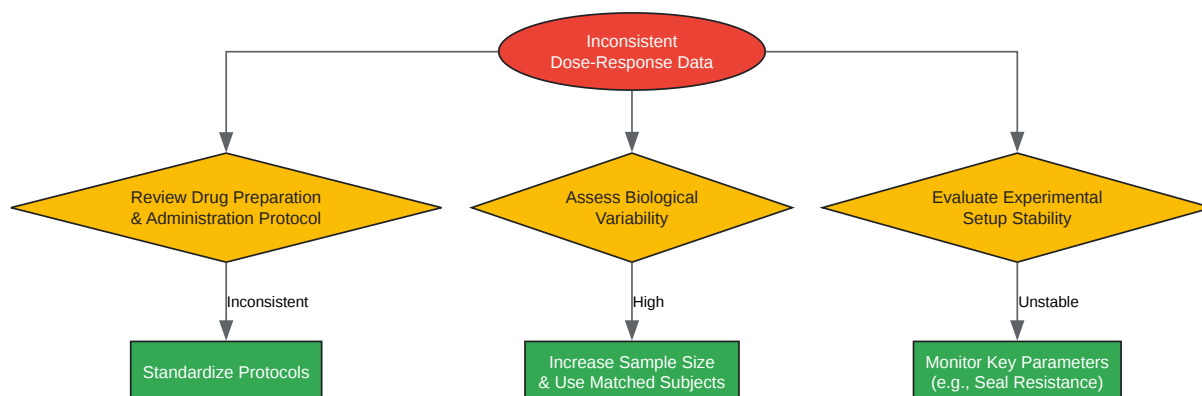 Inconsistent
Dose-Response Data
Review Drug Preparation
& Administration Protocol
Assess Biological
Variability
Evaluate Experimental
Setup Stability
Inconsistent
High
Unstable
Standardize Protocols
Increase Sample Size
& Use Matched Subjects
Monitor Key Parameters
(e.g., Seal Resistance)